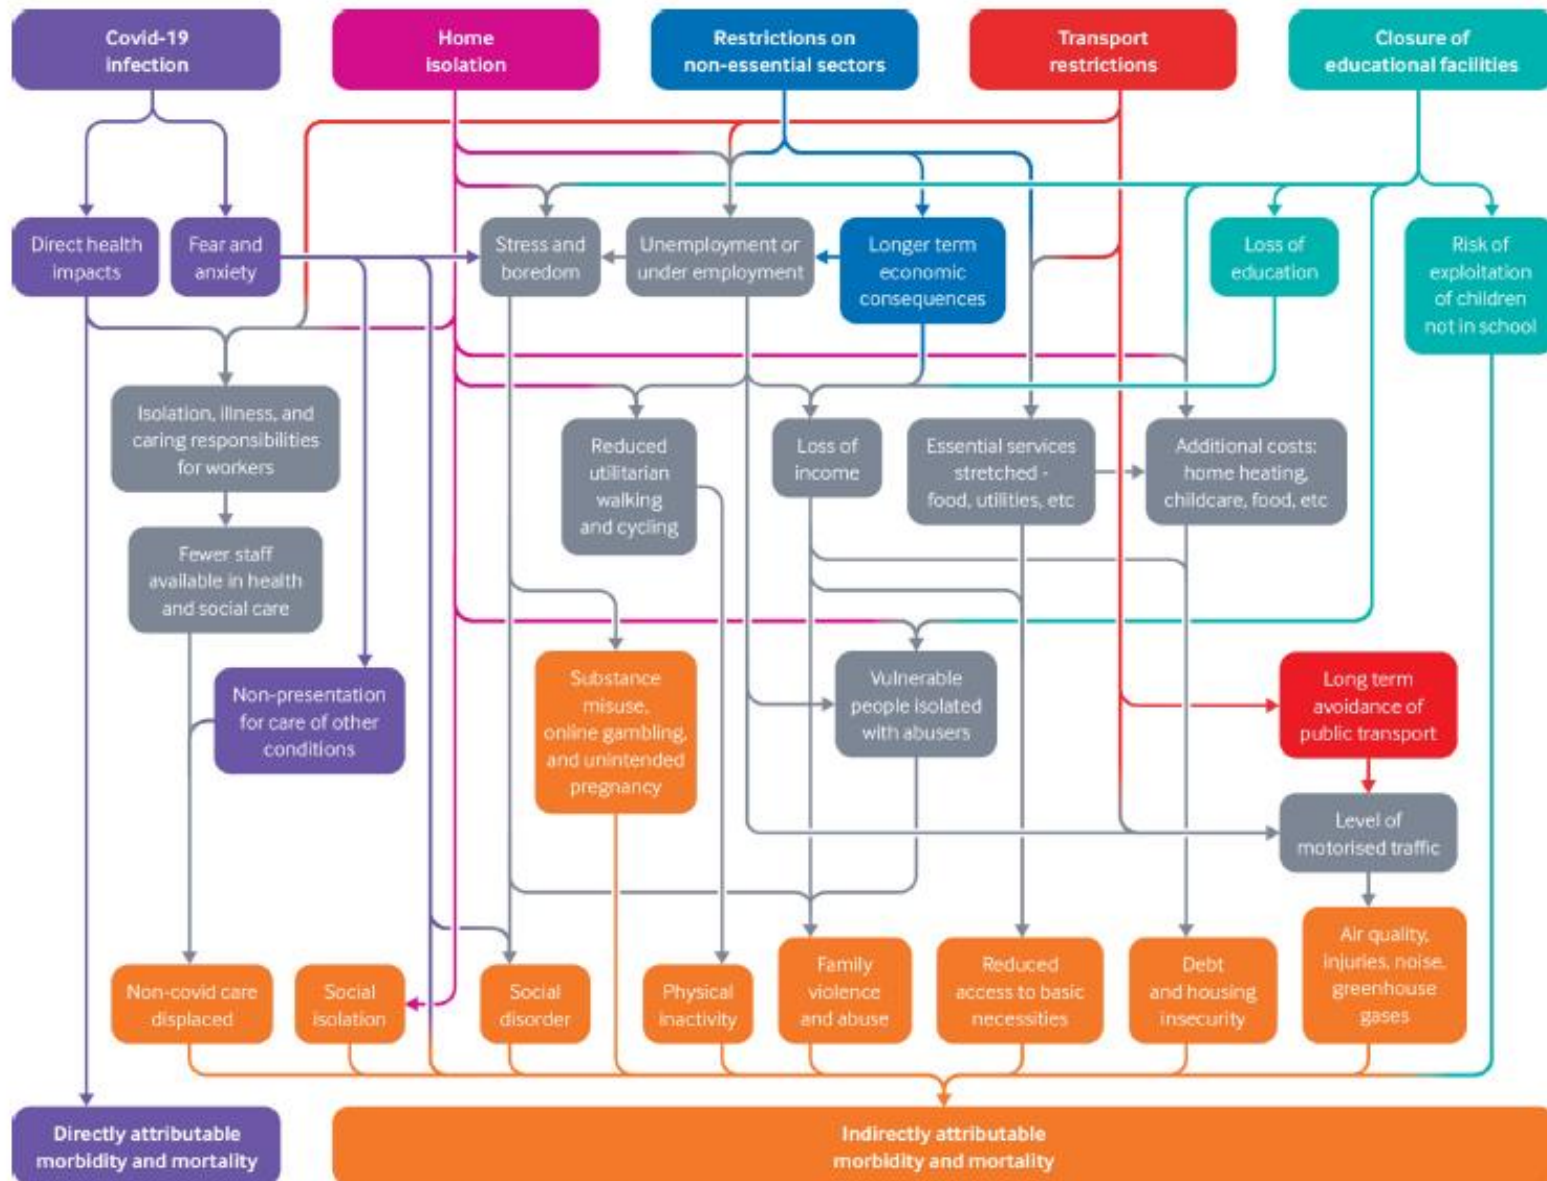 Covid-19
infection
Home
isolation
Restrictions on
non-essential sectors
Transport
restrictions
Closure of
educational facilities
Direct health
impacts
Fear and
anxiety
Stress and
boredom
Unemployment or
under employment
Longer term
economic
consequences
Loss of
education
Risk of
exploitation
of children
not in school
Isolation, illness, and
caring responsibilities
for workers
Reduced
utilitarian
walking
and cycling
Loss of
income
Essential services
stretched -
food, utilities, etc
Additional costs:
home heating,
childcare, food, etc
Fewer staff
available in health
and social care
Non-presentation
for care of other
conditions
Substance
misuse,
online gambling,
and unintended
pregnancy
Vulnerable
people isolated
with abusers
Long term
avoidance of
public transport
Level of
motorised traffic
Non-covid care
displaced
Social
isolation
Social
disorder
Physical
inactivity
Family
violence
and abuse
Reduced
access to basic
necessities
Debt
and housing
insecurity
Air quality,
injuries, noise,
greenhouse
gases
Directly attributable
morbidity and mortality
Indirectly attributable
morbidity and mortality